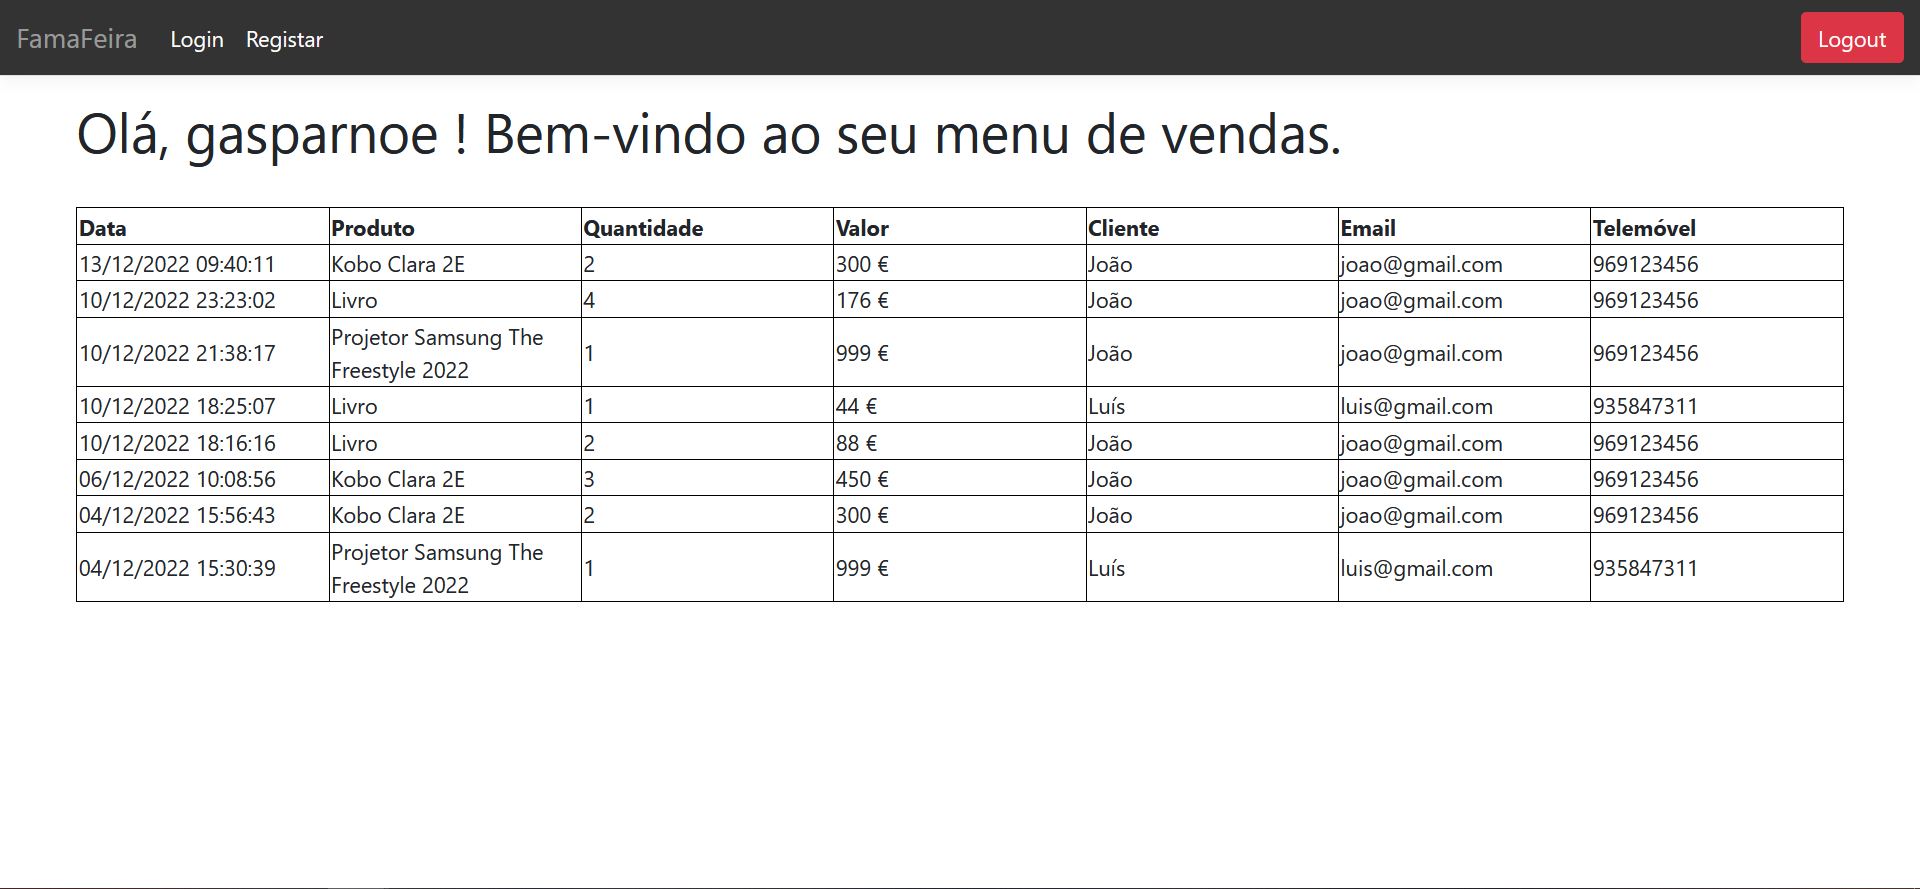 FamaFeira Login Registar Logout
Olá, gasparnoe ! Bem-vindo ao seu menu de vendas.
Data Produto Quantidade Valor Cliente Email Telemóvel
13/12/2022 09:40:11 Kobo Clara 2E 2 300 € João joao@gmail.com 969123456
10/12/2022 23:23:02 Livro 4 176 € João joao@gmail.com 969123456
10/12/2022 21:38:17 Projetor Samsung The
Freestyle 2022 1 999 € João joao@gmail.com 969123456
10/12/2022 18:25:07 Livro 1 44 € Luís luis@gmail.com 935847311
10/12/2022 18:16:16 Livro 2 88 € João joao@gmail.com 969123456
06/12/2022 10:08:56 Kobo Clara 2E 3 450 € João joao@gmail.com 969123456
04/12/2022 15:56:43 Kobo Clara 2E 2 300 € João joao@gmail.com 969123456
04/12/2022 15:30:39 Projetor Samsung The
Freestyle 2022 1 999 € Luís luis@gmail.com 935847311